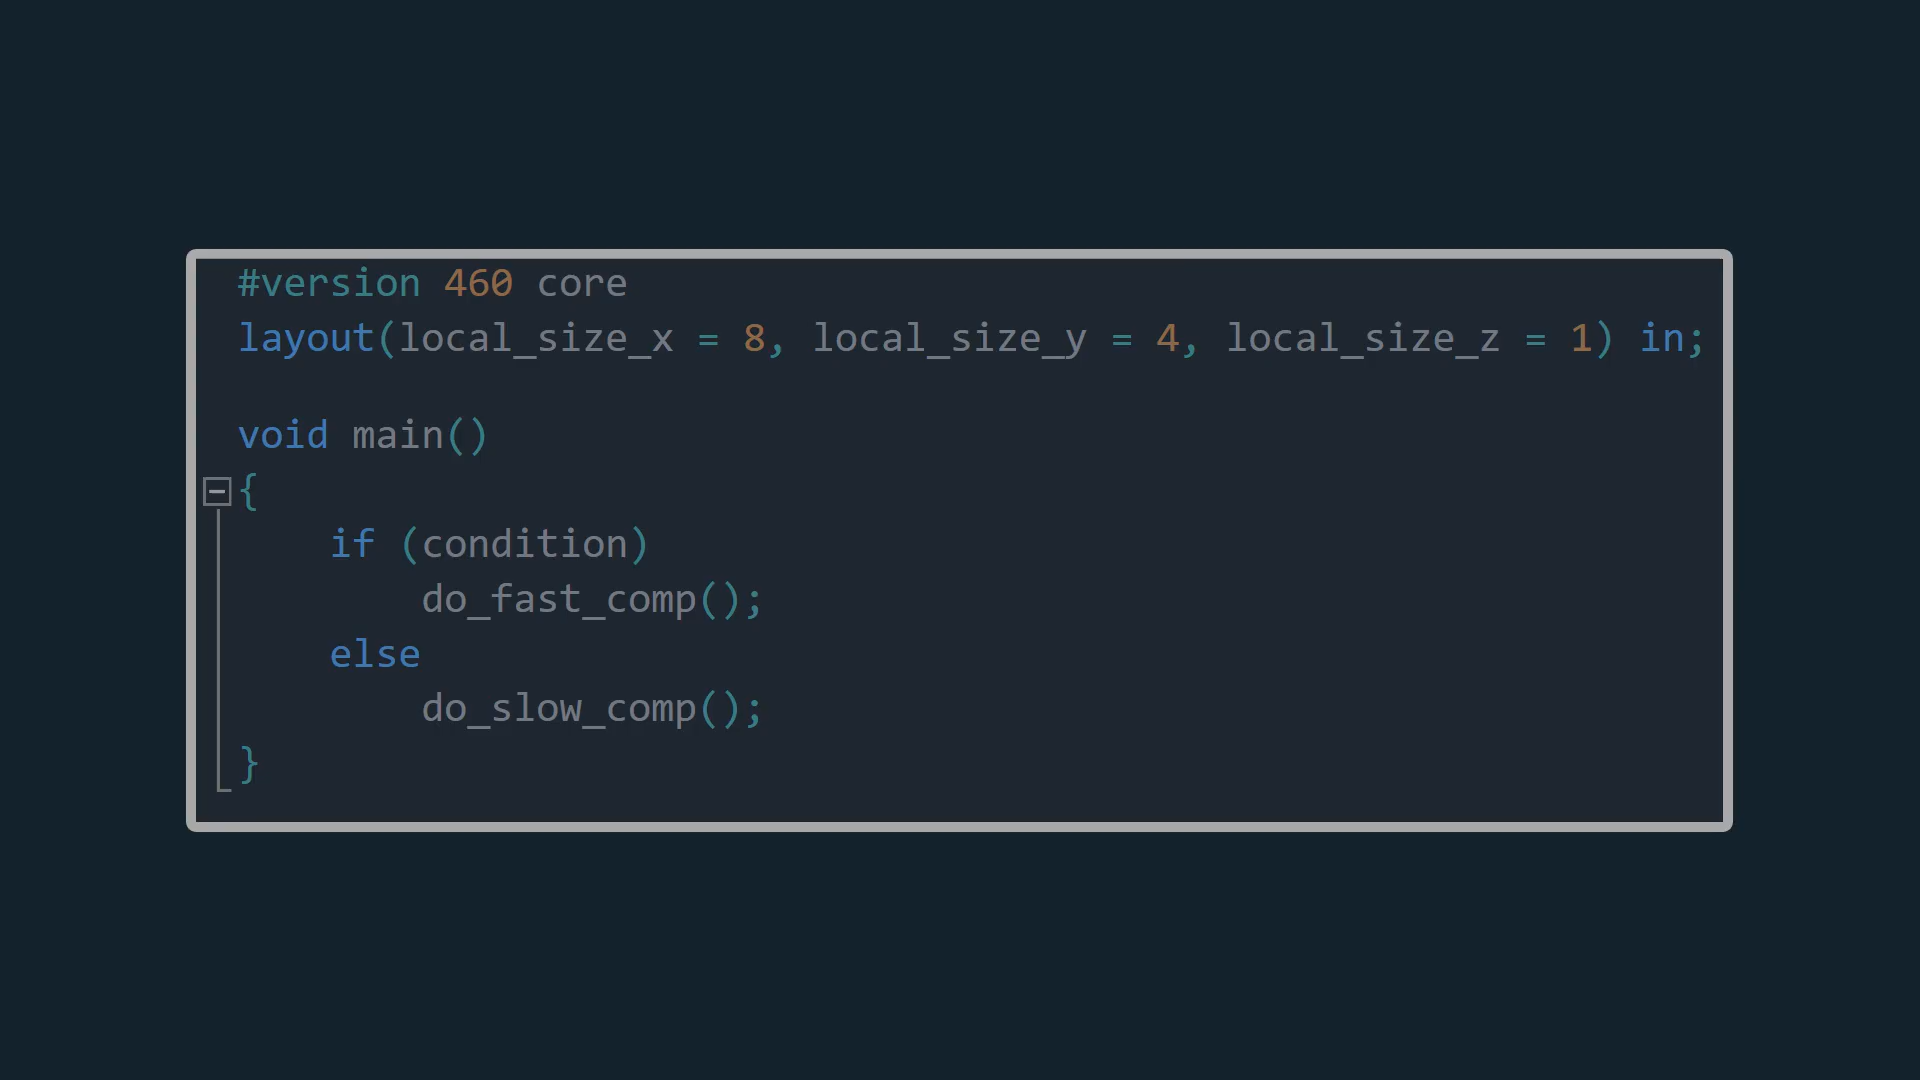 #version 460 core
layout(local_size_x = 8, local_size_y = 4, local_size_z = 1) in;
void main()
{
if (condition)
do_fast_comp();
else
do_slow_comp();
}